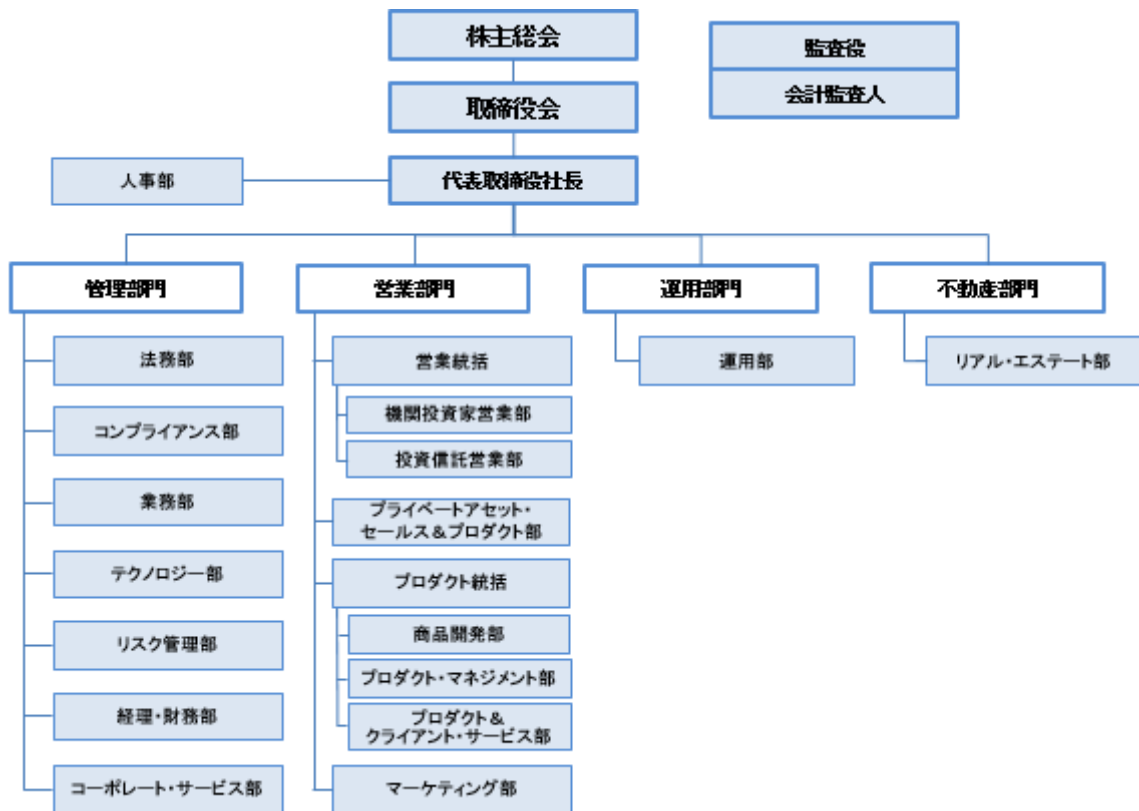 株主総会
監査役
会計監査人
取締役会
人事部
代表取締役社長
管理部門
営業部門
運用部門
不動産部門
法務部
コンプライアンス部
業務部
テクノロジー部
リスク管理部
経理・財務部
コーポレート・サービス部
営業統括
機関投資家営業部
投資信託営業部
プライベートアセット・
セールス&プロダクト部
プロダクト統括
商品開発部
プロダクト・マネジメント部
プロダクト&
クライアント・サービス部
マーケティング部
運用部
リアル・エステート部